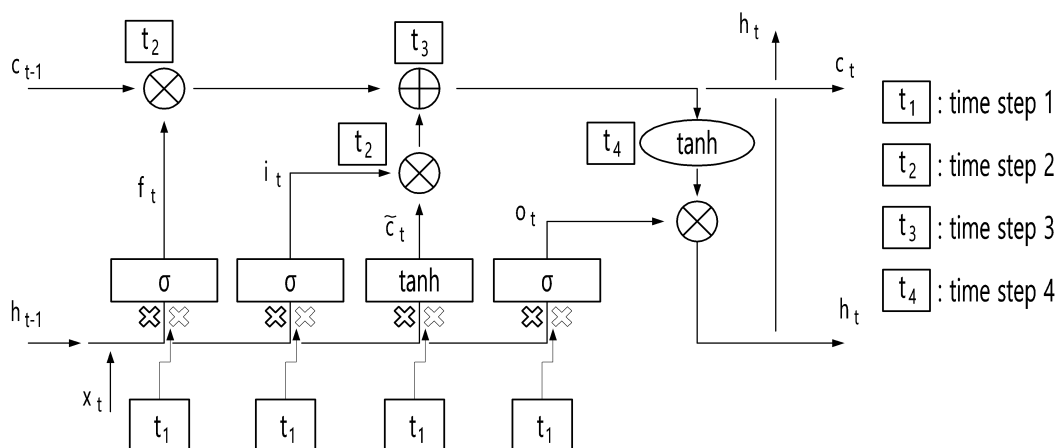 t₂
t₃
hₜ
cₜ₋₁
cₜ
t₁ : time step 1
t₂
t₄
tanh
iₜ
t₂ : time step 2
fₜ
oₜ
c̃ₜ
t₃ : time step 3
σ
σ
tanh
σ
t₄ : time step 4
hₜ₋₁
hₜ
xₜ
t₁
t₁
t₁
t₁